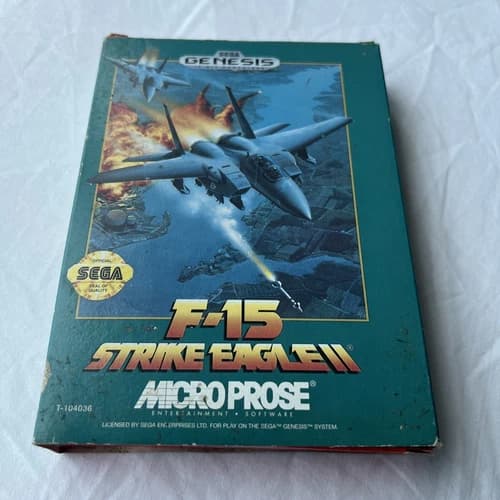 SEGA
GENESIS
OFFICIAL
SEGA
SEAL OF
QUALITY
F-15
STRIKE EAGLE II®
MICROPROSE®
ENTERTAINMENT • SOFTWARE
T-104036
LICENSED BY SEGA ENTERPRISES LTD. FOR PLAY ON THE SEGA™ GENESIS™ SYSTEM.